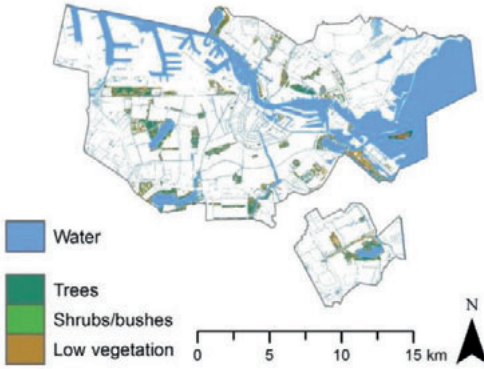 Water
Trees
Shrubs/bushes
Low vegetation
N
0 5 10 15 km